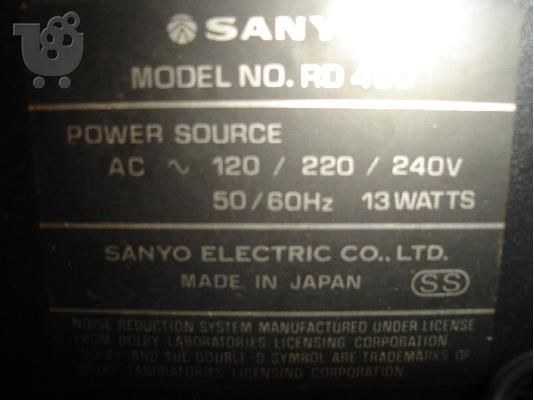 SANY
MODEL NO. RD
POWER SOURCE
AC ~ 120 / 220 / 240V
50/60Hz 13 WATTS
SANYO ELECTRIC CO., LTD.
MADE IN JAPAN SS
NOISE REDUCTION SYSTEM MANUFACTURED UNDER LICENSE
FROM DOLBY LABORATORIES LICENSING CORPORATION
DOLBY AND THE DOUBLE-D SYMBOL ARE TRADEMARKS OF
DOLBY LABORATORIES LICENSING CORPORATION.